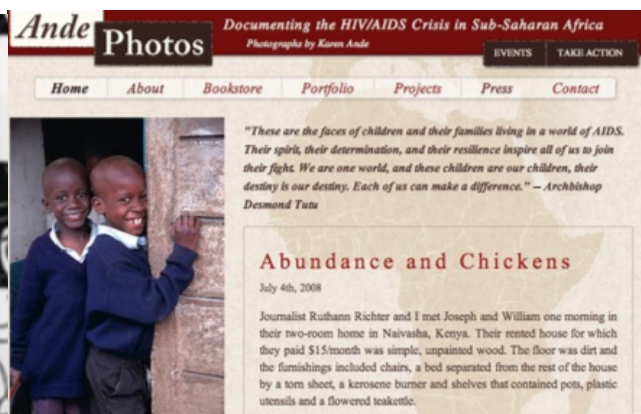 Ande Photos
Documenting the HIV/AIDS Crisis in Sub-Saharan Africa
Photographs by Karen Ande
EVENTS TAKE ACTION
Home About Bookstore Portfolio Projects Press Contact
"These are the faces of children and their families living in a world of AIDS.
Their spirit, their determination, and their resilience inspire all of us to join
their fight. We are one world, and these children are our children, their
destiny is our destiny. Each of us can make a difference." – Archbishop
Desmond Tutu
Abundance and Chickens
July 4th, 2008
Journalist Ruthann Richter and I met Joseph and William one morning in
their two-room home in Naivasha, Kenya. Their rented house for which
they paid $15/month was simple, unpainted wood. The floor was dirt and
the furnishings included chairs, a bed separated from the rest of the house
by a torn sheet, a kerosene burner and shelves that contained pots, plastic
utensils and a flowered teakettle.